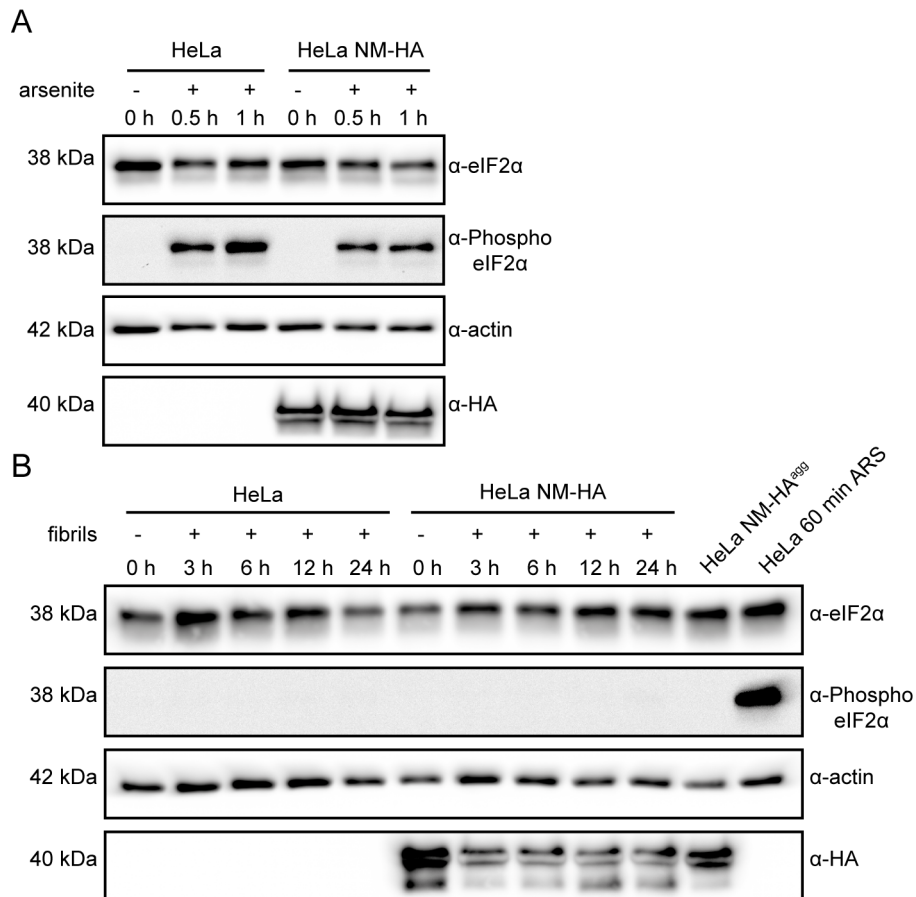 A
HeLa HeLa NM-HA
arsenite - + + - + +
0 h 0.5 h 1 h 0 h 0.5 h 1 h
38 kDa α-eIF2α
38 kDa α-Phospho
eIF2α
42 kDa α-actin
40 kDa α-HA
B
HeLa HeLa NM-HA HeLa NM-HAᵃᵍᵍ HeLa 60 min ARS
fibrils - + + + + - + + + +
0 h 3 h 6 h 12 h 24 h 0 h 3 h 6 h 12 h 24 h
38 kDa α-eIF2α
38 kDa α-Phospho
eIF2α
42 kDa α-actin
40 kDa α-HA